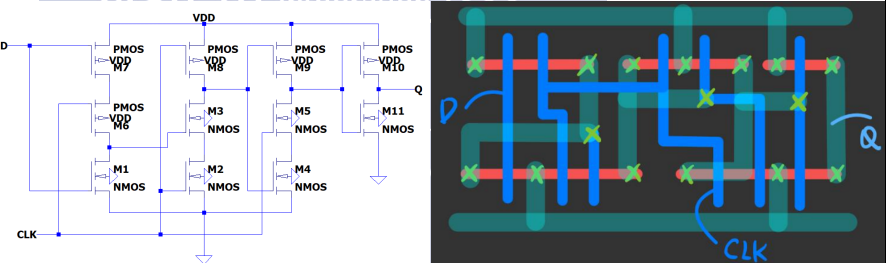 VDD
D
PMOS
VDD
M7
PMOS
VDD
M8
PMOS
VDD
M9
PMOS
VDD
M10
Q
PMOS
VDD
M6
M3
NMOS
M5
NMOS
M11
NMOS
M1
NMOS
M2
NMOS
M4
NMOS
CLK
D
Q
CLK